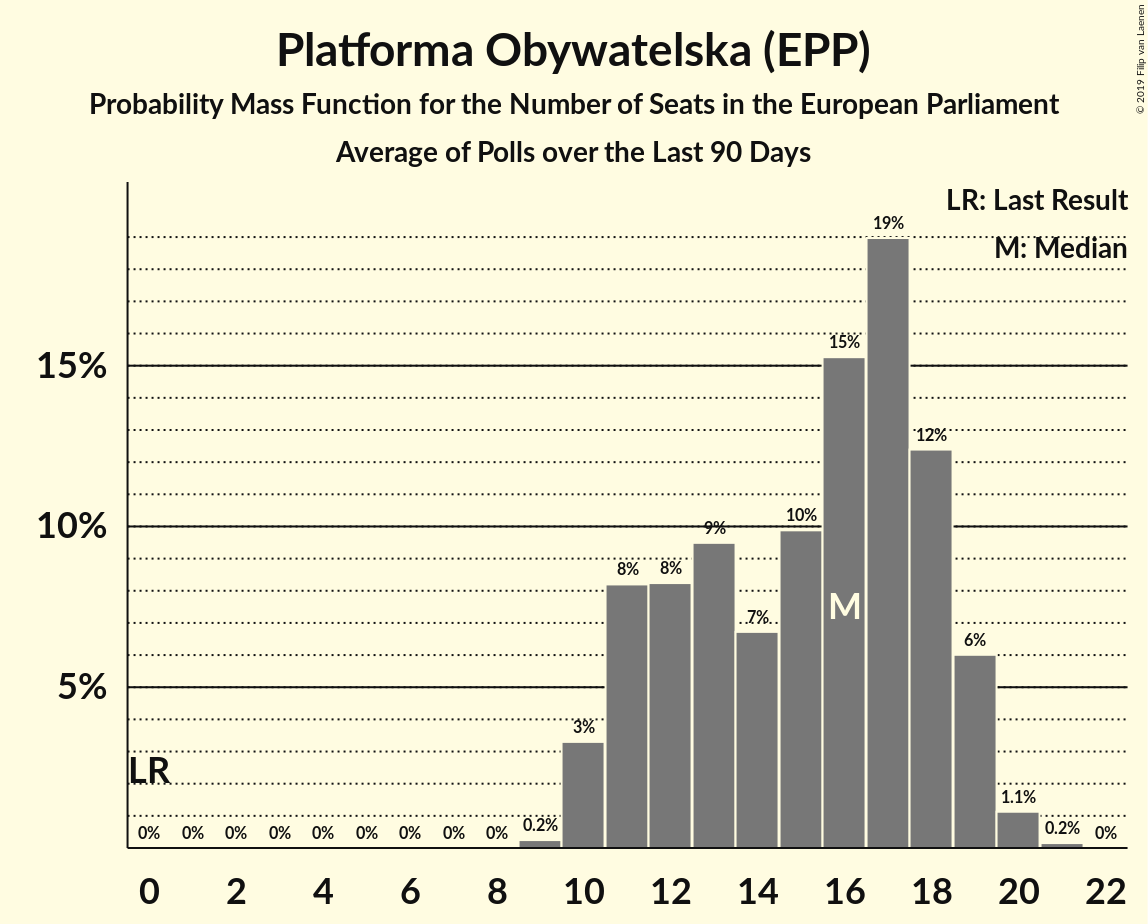 Platforma Obywatelska (EPP)
Probability Mass Function for the Number of Seats in the European Parliament
Average of Polls over the Last 90 Days
© 2019 Filip van Laenen
LR: Last Result
M: Median
15%
10%
5%
LR
M
0% 0% 0% 0% 0% 0% 0% 0% 0% 0.2% 3% 8% 8% 9% 7% 10% 15% 19% 12% 6% 1.1% 0.2% 0%
0 2 4 6 8 10 12 14 16 18 20 22